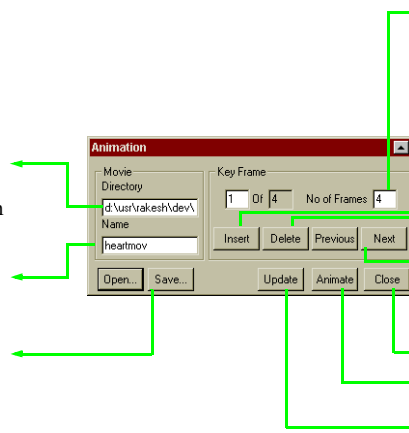 Animation
Movie
Directory
d:\usr\rakesh\dev\
Name
heartmov
Key Frame
1 Of 4 No of Frames 4
Insert Delete Previous Next
Open... Save... Update Animate Close